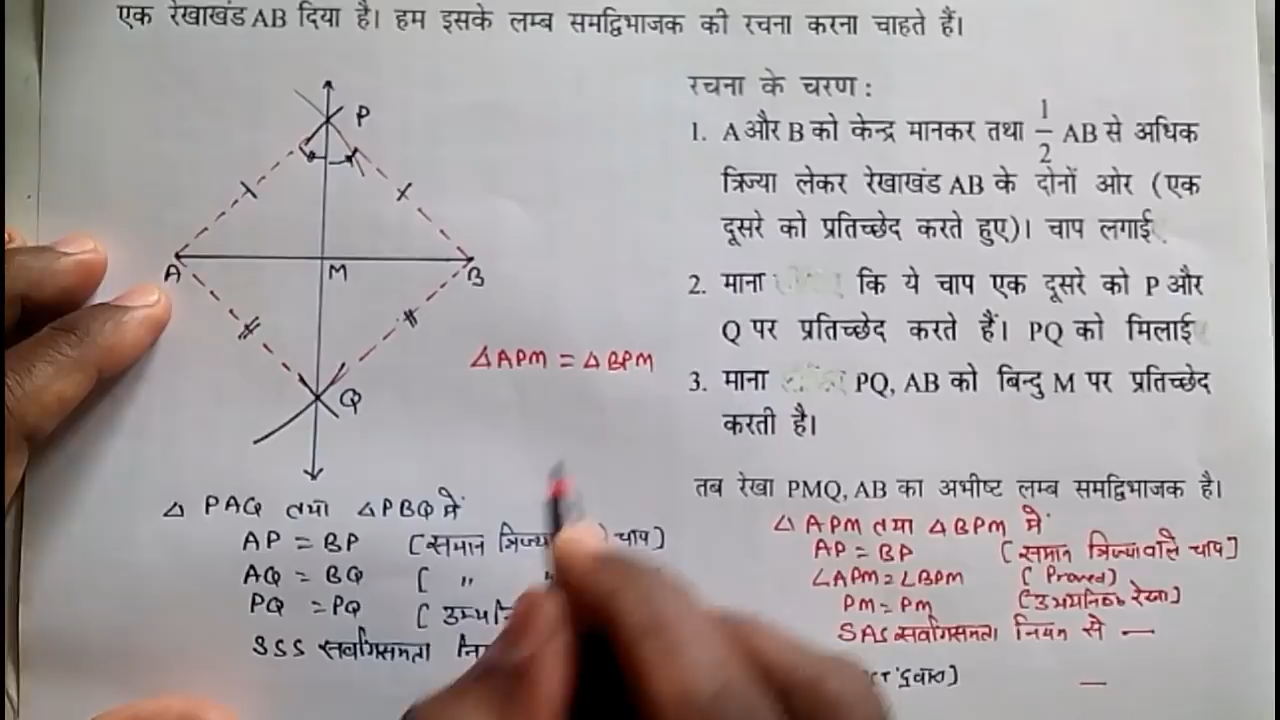 एक रेखाखंड AB दिया है। हम इसके लम्ब समद्विभाजक की रचना करना चाहते हैं।
P
A
M
B
Q
△APM = △BPM
रचना के चरण :
1. A और B को केन्द्र मानकर तथा 1/2 AB से अधिक
त्रिज्या लेकर रेखाखंड AB के दोनों ओर (एक
दूसरे को प्रतिच्छेद करते हुए)। चाप लगाई
2. माना कि ये चाप एक दूसरे को P और
Q पर प्रतिच्छेद करते हैं। PQ को मिलाई
3. माना PQ, AB को बिन्दु M पर प्रतिच्छेद
करती है।
तब रेखा PMQ, AB का अभीष्ट लम्ब समद्विभाजक है।
△ PAQ तथा △PBQ में
AP = BP [समान चाप]
AQ = BQ [ " "
PQ = PQ [
SSS सर्वांगसमता
△ APM तथा △ BPM में
AP = BP [समान त्रिज्यावाले चाप]
∠APM = ∠BPM (Proved)
PM = PM [उभयनिष्ठ रेखा]
SAS सर्वांगसमता नियम से —